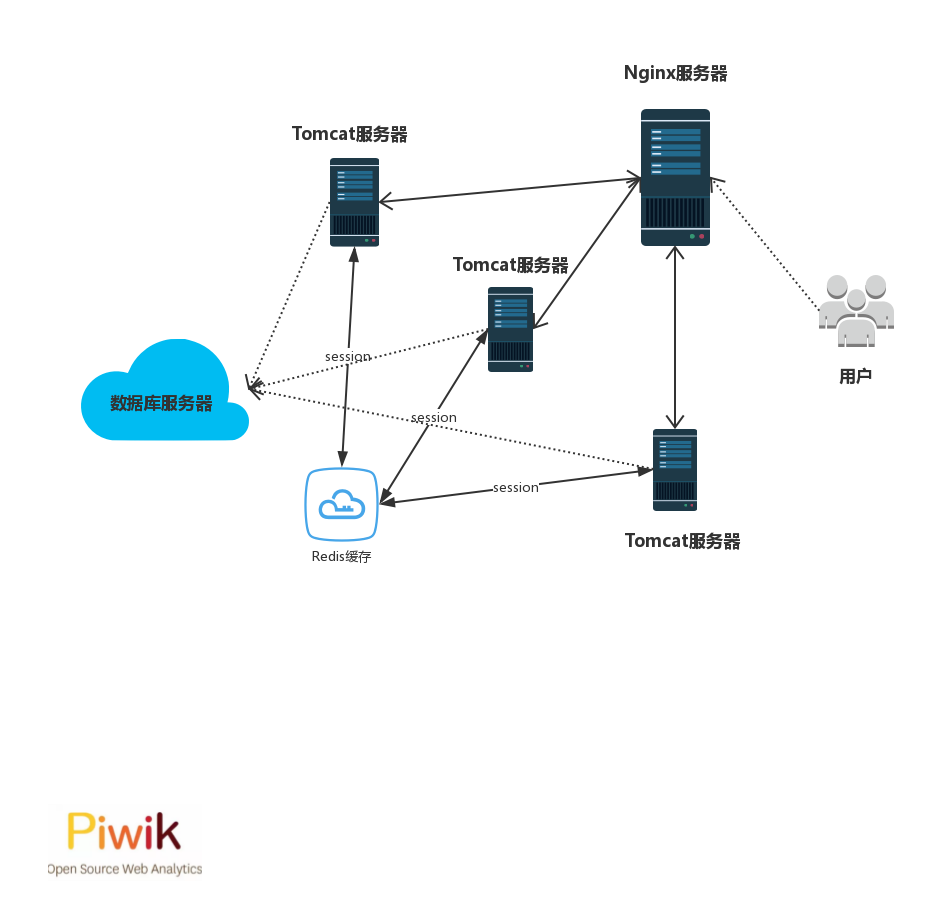 Nginx服务器
Tomcat服务器
Tomcat服务器
session
用户
数据库服务器
session
session
Tomcat服务器
Redis缓存
Piwik
Open Source Web Analytics